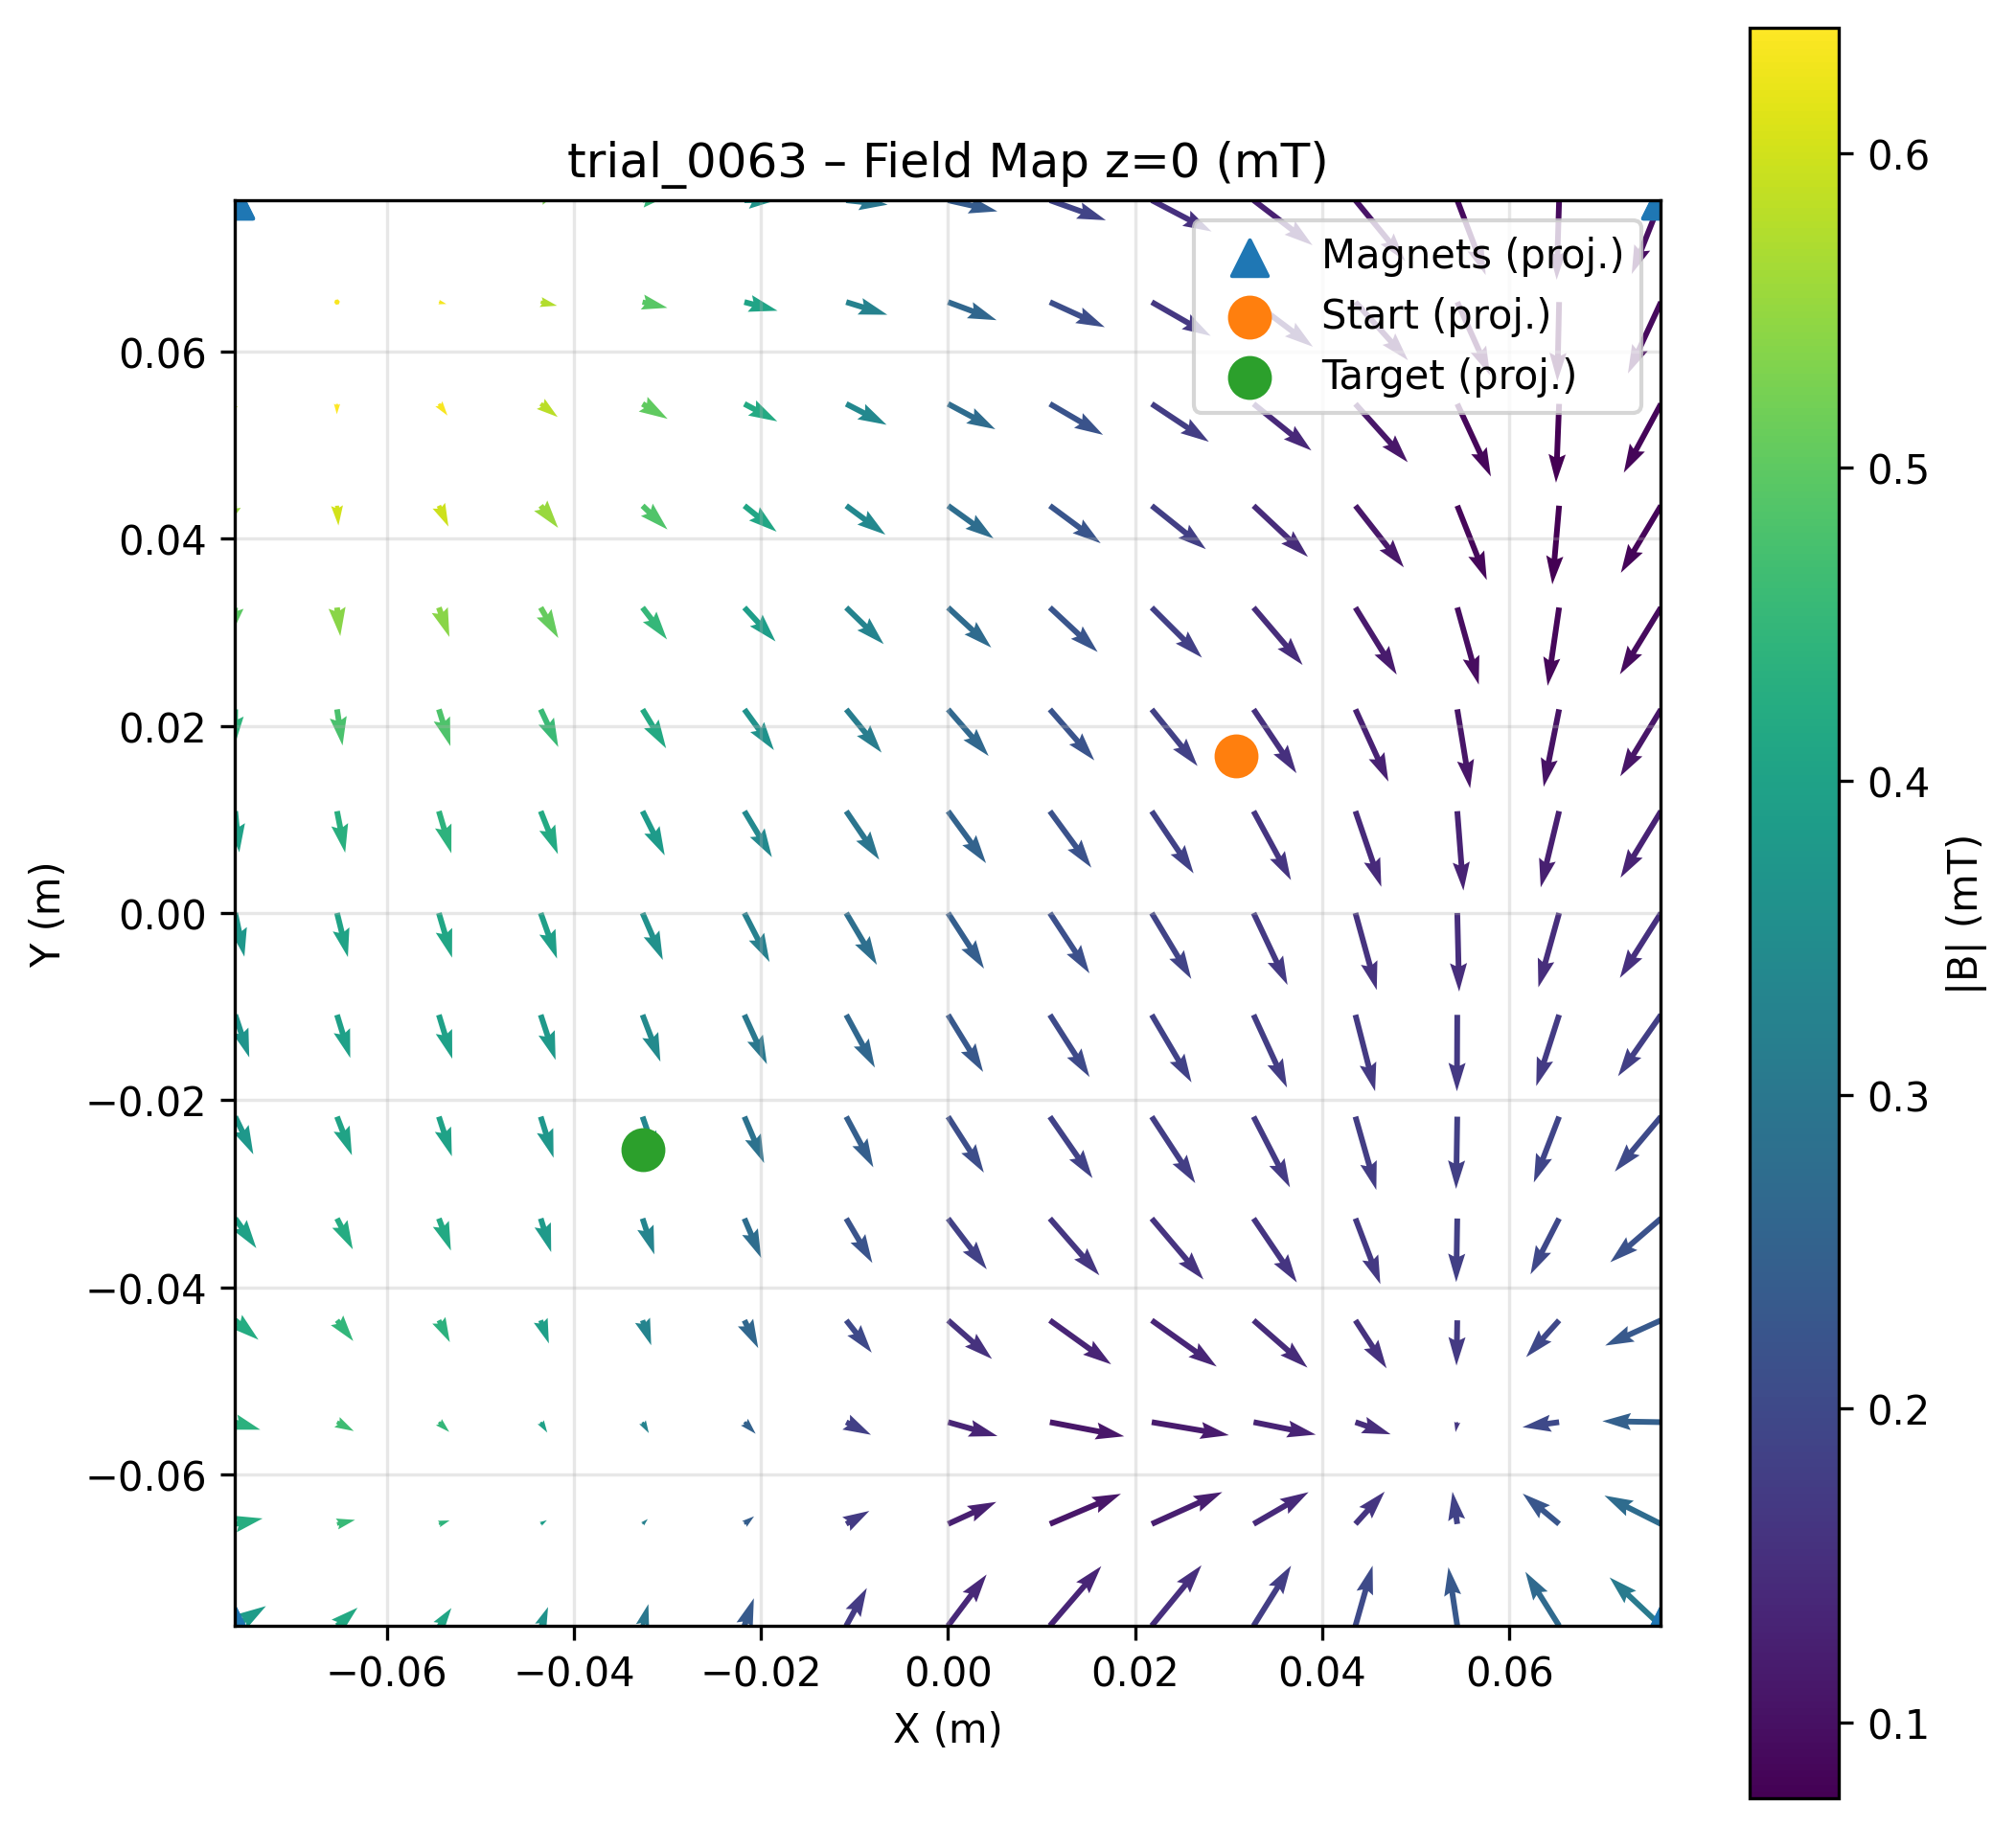 trial_0063 – Field Map z=0 (mT)
Magnets (proj.)
Start (proj.)
Target (proj.)
0.06
0.04
0.02
0.00
−0.02
−0.04
−0.06
Y (m)
−0.06 −0.04 −0.02 0.00 0.02 0.04 0.06
X (m)
0.6
0.5
0.4
0.3
0.2
0.1
|B| (mT)